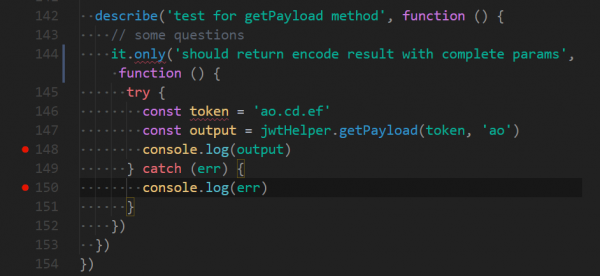 142 describe('test for getPayload method', function () {
143 // some questions
144 it.only('should return encode result with complete params',
function () {
145 try {
146 const token = 'ao.cd.ef'
147 const output = jwtHelper.getPayload(token, 'ao')
148 console.log(output)
149 } catch (err) {
150 console.log(err)
151 }
152 })
153 })
154 })